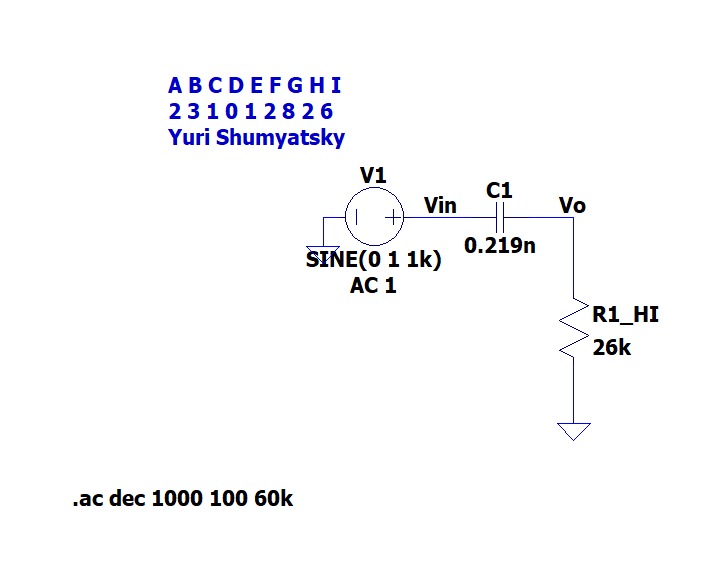 A B C D E F G H I
2 3 1 0 1 2 8 2 6
Yuri Shumyatsky
V1
Vin
C1
Vo
0.219n
SINE(0 1 1k)
AC 1
R1_HI
26k
.ac dec 1000 100 60k